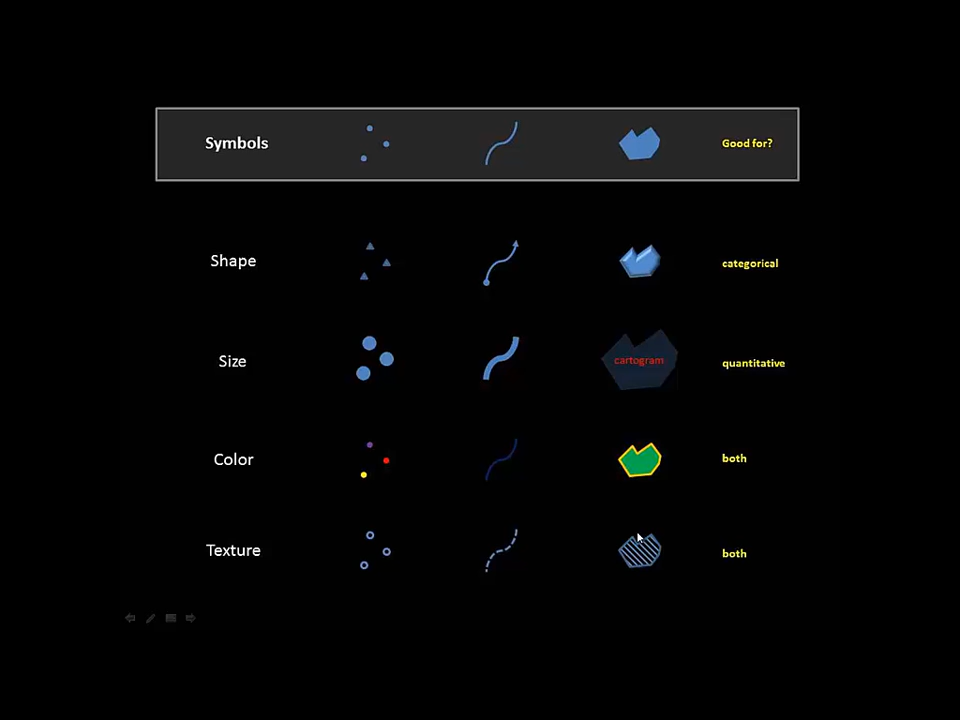 Symbols Good for?
Shape categorical
Size cartogram quantitative
Color both
Texture both